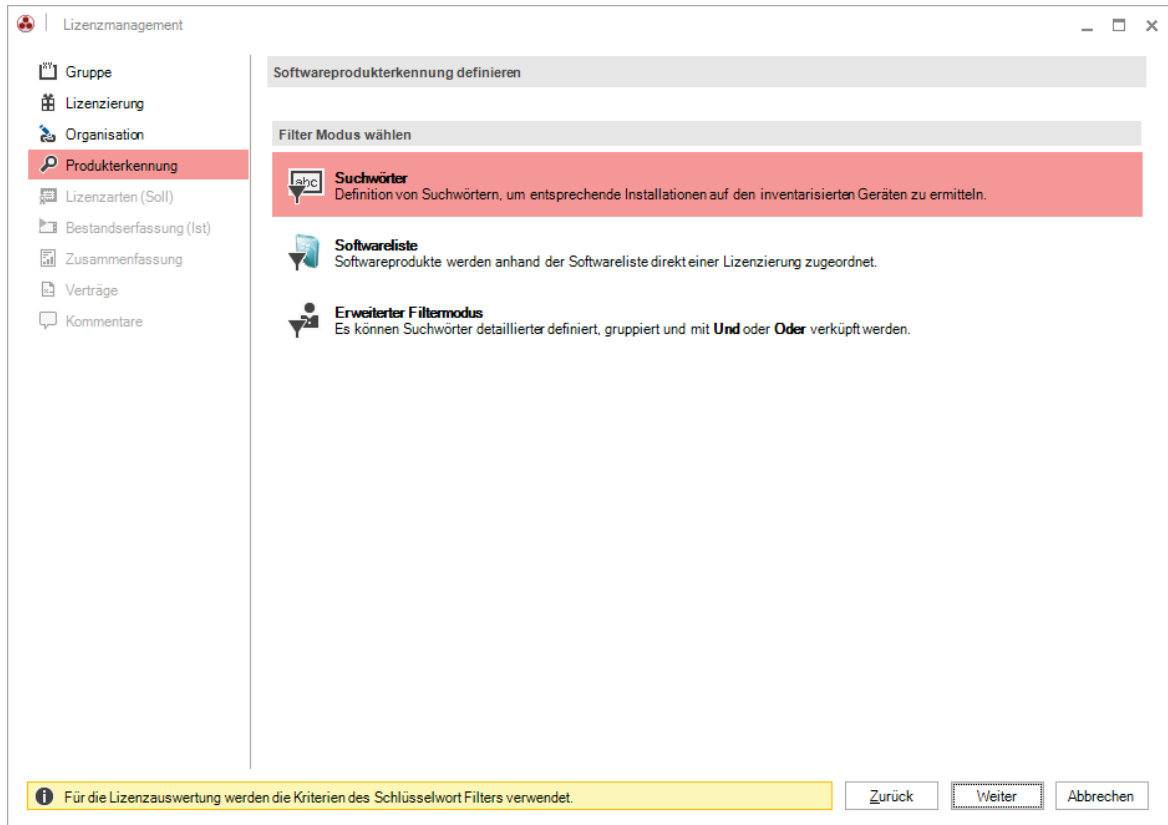 Lizenzmanagement
Gruppe
Lizenzierung
Organisation
Produkterkennung
Lizenzarten (Soll)
Bestandserfassung (Ist)
Zusammenfassung
Verträge
Kommentare
Softwareprodukterkennung definieren
Filter Modus wählen
abc
Suchwörter
Definition von Suchwörtern, um entsprechende Installationen auf den inventarisierten Geräten zu ermitteln.
Softwareliste
Softwareprodukte werden anhand der Softwareliste direkt einer Lizenzierung zugeordnet.
Erweiterter Filtermodus
Es können Suchwörter detaillierter definiert, gruppiert und mit Und oder Oder verküpft werden.
Für die Lizenzauswertung werden die Kriterien des Schlüsselwort Filters verwendet.
Zurück
Weiter
Abbrechen